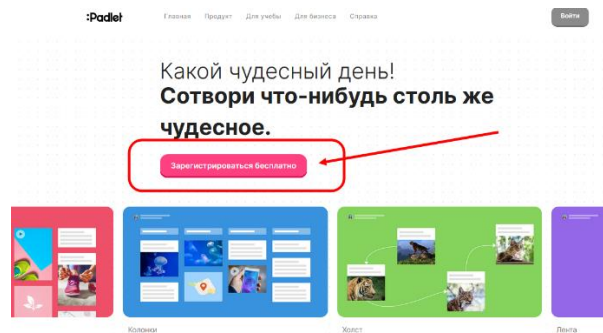 :Padlet
Главная Продукт Для учебы Для бизнеса Справка
Войти
Какой чудесный день!
Сотвори что-нибудь столь же
чудесное.
Зарегистрироваться бесплатно
Колонки Холст Лента